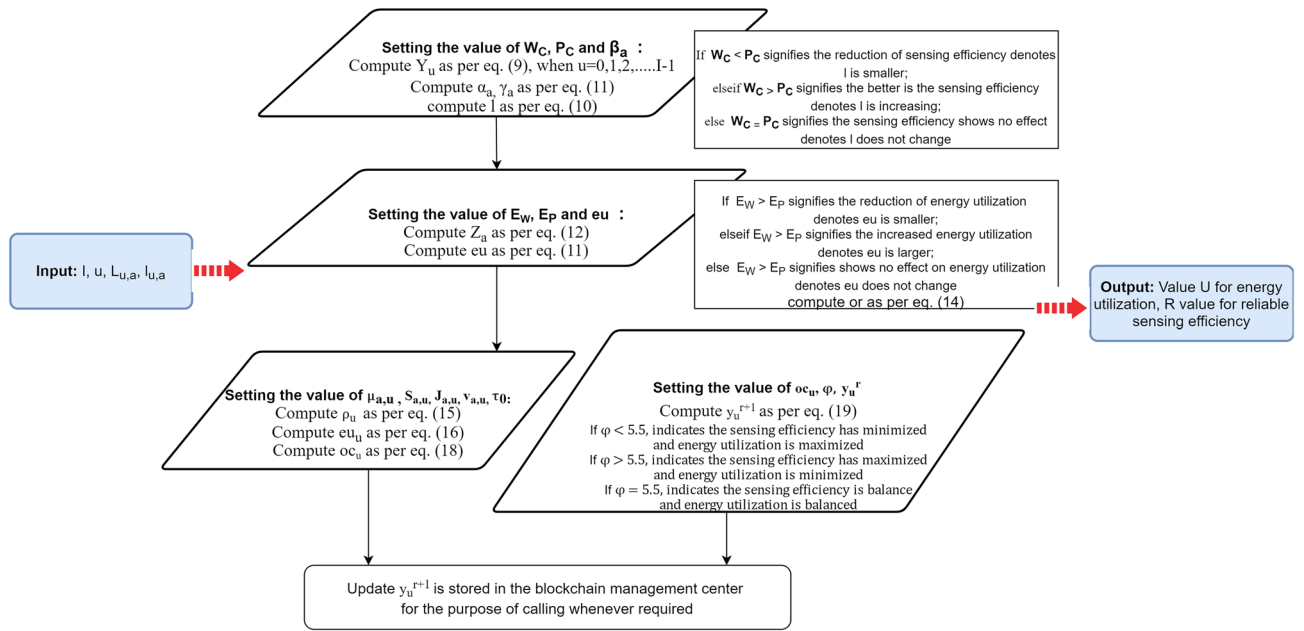 Setting the value of W_C, P_C and β_a :
Compute Y_u as per eq. (9), when u=0,1,2,.....I-1
Compute α_a, γ_a as per eq. (11)
compute l as per eq. (10)
If W_C < P_C signifies the reduction of sensing efficiency denotes
l is smaller;
elseif W_C > P_C signifies the better is the sensing efficiency
denotes l is increasing;
else W_C = P_C signifies the sensing efficiency shows no effect
denotes l does not change
Setting the value of E_W, E_P and eu :
Compute Z_a as per eq. (12)
Compute eu as per eq. (11)
If E_W > E_P signifies the reduction of energy utilization
denotes eu is smaller;
elseif E_W > E_P signifies the increased energy utilization
denotes eu is larger;
else E_W > E_P signifies shows no effect on energy utilization
denotes eu does not change
compute or as per eq. (14)
Input: I, u, L_u,a, l_u,a
Output: Value U for energy
utilization, R value for reliable
sensing efficiency
Setting the value of μ_a,u , S_a,u, J_a,u, v_a,u, τ_0:
Compute ρ_u as per eq. (15)
Compute eu_u as per eq. (16)
Compute oc_u as per eq. (18)
Setting the value of oc_u, φ, y_u^r
Compute y_u^r+1 as per eq. (19)
If φ < 5.5, indicates the sensing efficiency has minimized
and energy utilization is maximized
If φ > 5.5, indicates the sensing efficiency has maximized
and energy utilization is minimized
If φ = 5.5, indicates the sensing efficiency is balance
and energy utilization is balanced
Update y_u^r+1 is stored in the blockchain management center
for the purpose of calling whenever required